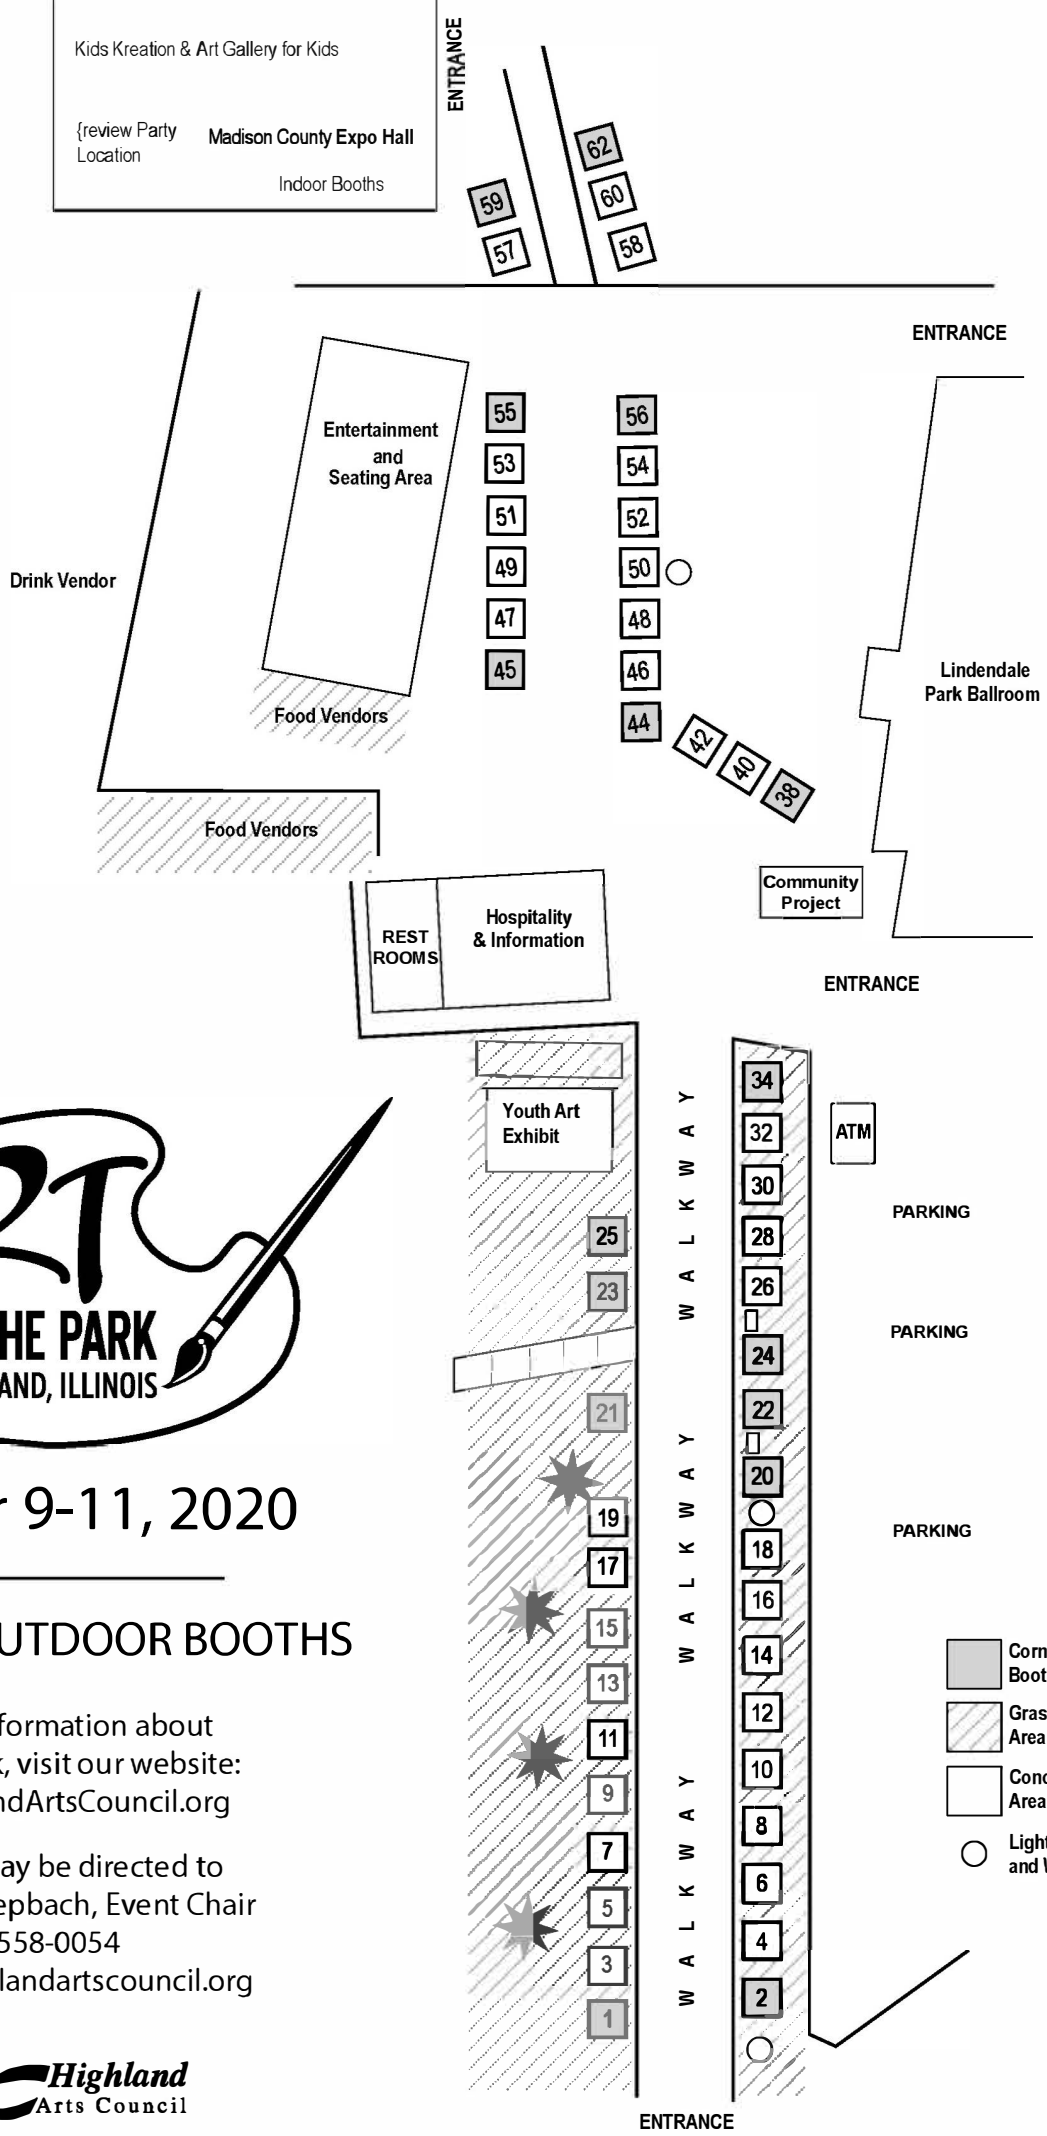 Kids Kreation & Art Gallery for Kids
{review Party
Location
Madison County Expo Hall
Indoor Booths
ENTRANCE
62
60
58
59
57
ENTRANCE
55
53
51
49
47
45
56
54
52
50
48
46
44
42
40
38
Entertainment
and
Seating Area
Drink Vendor
Food Vendors
Food Vendors
Lindendale
Park Ballroom
Community
Project
REST
ROOMS
Hospitality
& Information
ENTRANCE
Youth Art
Exhibit
25
23
21
19
17
15
13
11
9
7
5
3
1
WALKWAY
WALKWAY
WALKWAY
34
32
30
28
26
24
22
20
18
16
14
12
10
8
6
4
2
ATM
PARKING
PARKING
PARKING
ENTRANCE
RT
HE PARK
AND, ILLINOIS
r 9-11, 2020
UTDOOR BOOTHS
formation about
k, visit our website:
ndArtsCouncil.org
ay be directed to
epbach, Event Chair
558-0054
landartscouncil.org
Highland
Arts Council
Corn
Boot
Gras
Area
Conc
Area
Light
and W